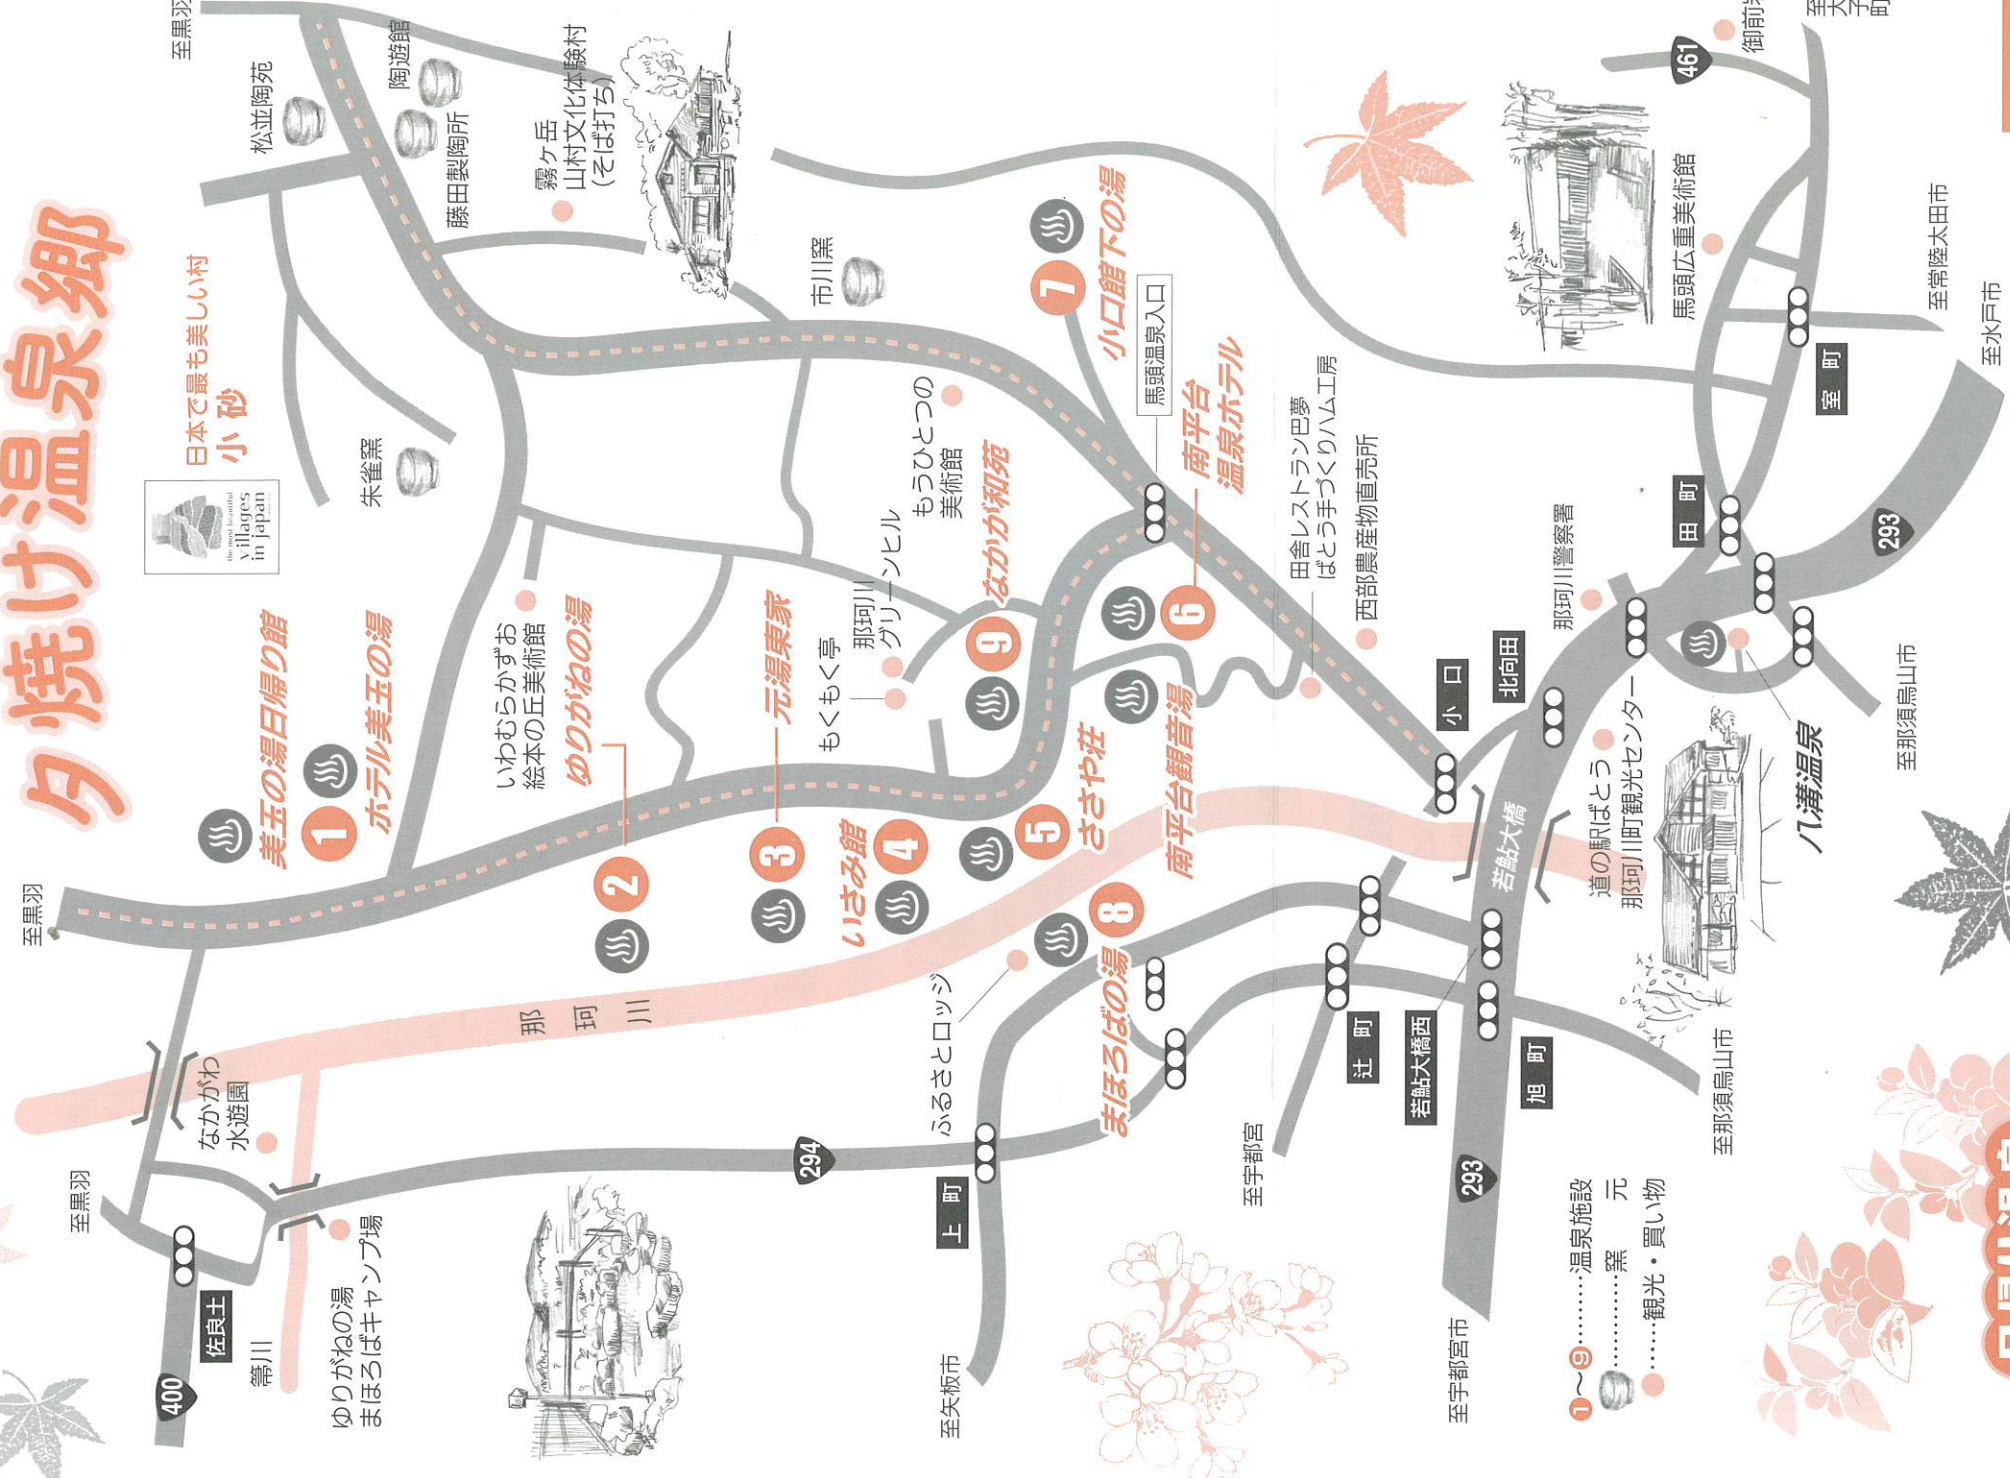 夕焼け温泉郷
日本で最も美しい村
小砂
the most beautiful
villages
in japan
至黒羽
至黒羽
至黒羽
松並陶苑
陶遊館
藤田製陶所
霧ヶ岳
山村文化体験村
(そば打ち)
市川窯
朱雀窯
美玉の湯日帰り館
1
ホテル美玉の湯
いわむらかずお
絵本の丘美術館
ゆりがねの湯
2
元湯東家
3
いさみ館
4
5
ささや荘
もくもく亭
那珂川
グリーンヒル
もうひとつの
美術館
9
なかが和苑
7
小口館下の湯
馬頭温泉入口
6
南平台
温泉ホテル
南平台観音湯
8
まほろばの湯
ふるさとロッジ
田舎レストラン巴夢
ばとう手づくりハム工房
西部農産物直売所
那珂川
なかがわ
水遊園
佐良土
400
箒川
ゆりがねの湯
まほろばキャンプ場
294
上町
至矢板市
至宇都宮
辻町
若鮎大橋西
旭町
若鮎大橋
小口
北向田
那珂川警察署
道の駅ばとう
那珂川町観光センター
八溝温泉
田町
室町
馬頭広重美術館
461
御前
至大子町
至常陸太田市
至水戸市
293
至那須烏山市
至那須烏山市
293
至宇都宮市
1〜9………温泉施設
…………窯元
……観光・買い物